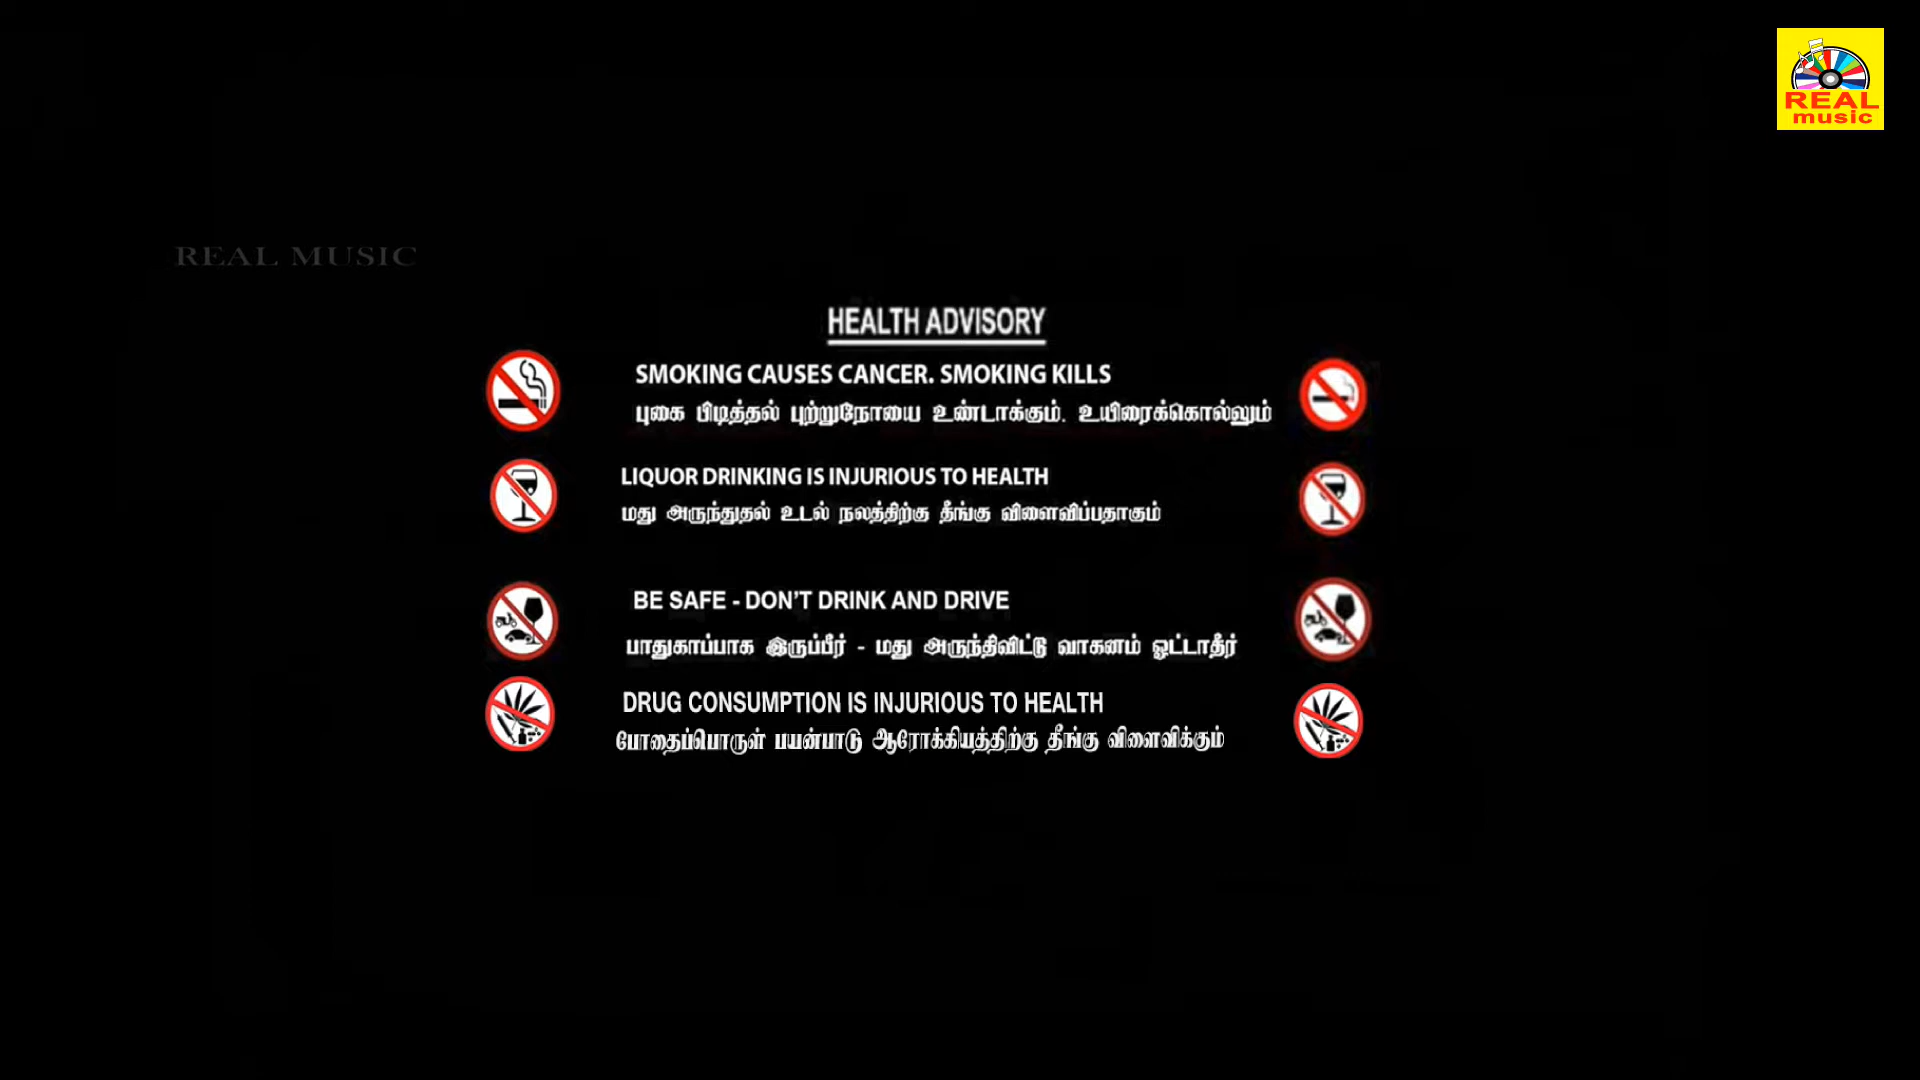 REAL
music
REAL MUSIC
HEALTH ADVISORY
SMOKING CAUSES CANCER. SMOKING KILLS
புகை பிடித்தல் புற்றுநோயை உண்டாக்கும். உயிரைக்கொல்லும்
LIQUOR DRINKING IS INJURIOUS TO HEALTH
மது அருந்துதல் உடல் நலத்திற்கு தீங்கு விளைவிப்பதாகும்
BE SAFE - DON'T DRINK AND DRIVE
பாதுகாப்பாக இருப்பீர் - மது அருந்திவிட்டு வாகனம் ஓட்டாதீர்
DRUG CONSUMPTION IS INJURIOUS TO HEALTH
போதைப்பொருள் பயன்பாடு ஆரோக்கியத்திற்கு தீங்கு விளைவிக்கும்